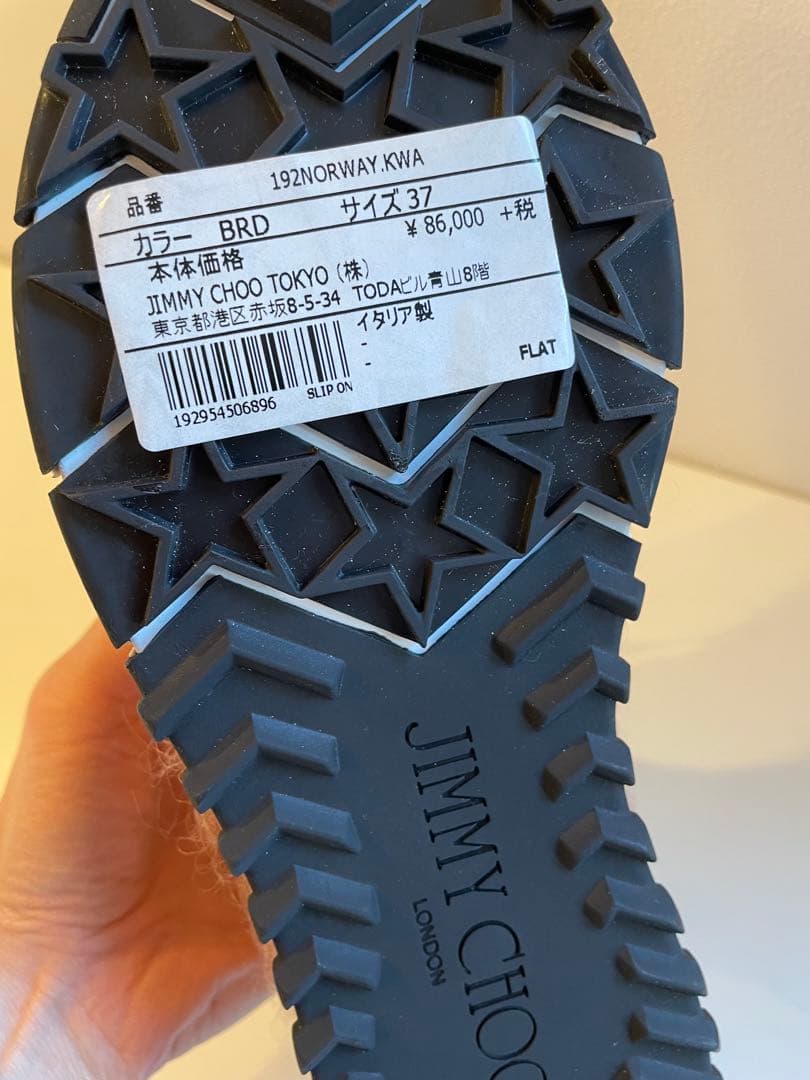 品番 192NORWAY.KWA
カラー BRD サイズ 37
本体価格 ¥ 86,000 +税
JIMMY CHOO TOKYO (株)
東京都港区赤坂8-5-34 TODAビル青山8階
イタリア製
-
-
192954506896 SLIP ON FLAT
JIMMY CHOO
LONDON